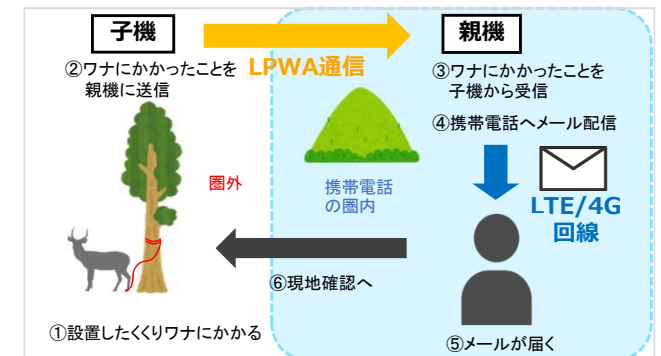 子機
親機
②ワナにかかったことを
親機に送信
LPWA通信
③ワナにかかったことを
子機から受信
④携帯電話へメール配信
圏外
携帯電話
の圏内
LTE/4G
回線
⑥現地確認へ
①設置したくくりワナにかかる
⑤メールが届く